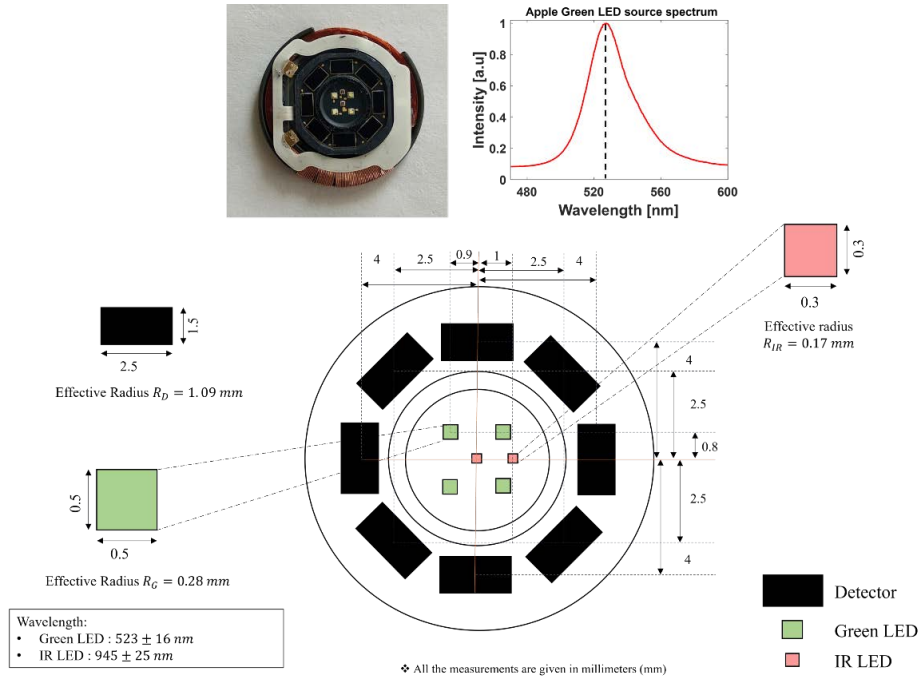 Apple Green LED source spectrum
Intensity [a.u]
1
0.8
0.6
0.4
0.2
0
480 520 560 600
Wavelength [nm]
4 2.5 0.9 1 2.5 4
0.3
0.3
Effective radius
R_IR = 0.17 mm
1.5
2.5
Effective Radius R_D = 1.09 mm
4
2.5
0.8
2.5
4
0.5
0.5
Effective Radius R_G = 0.28 mm
Wavelength:
• Green LED : 523 ± 16 nm
• IR LED : 945 ± 25 nm
Detector
Green LED
IR LED
❖ All the measurements are given in millimeters (mm)